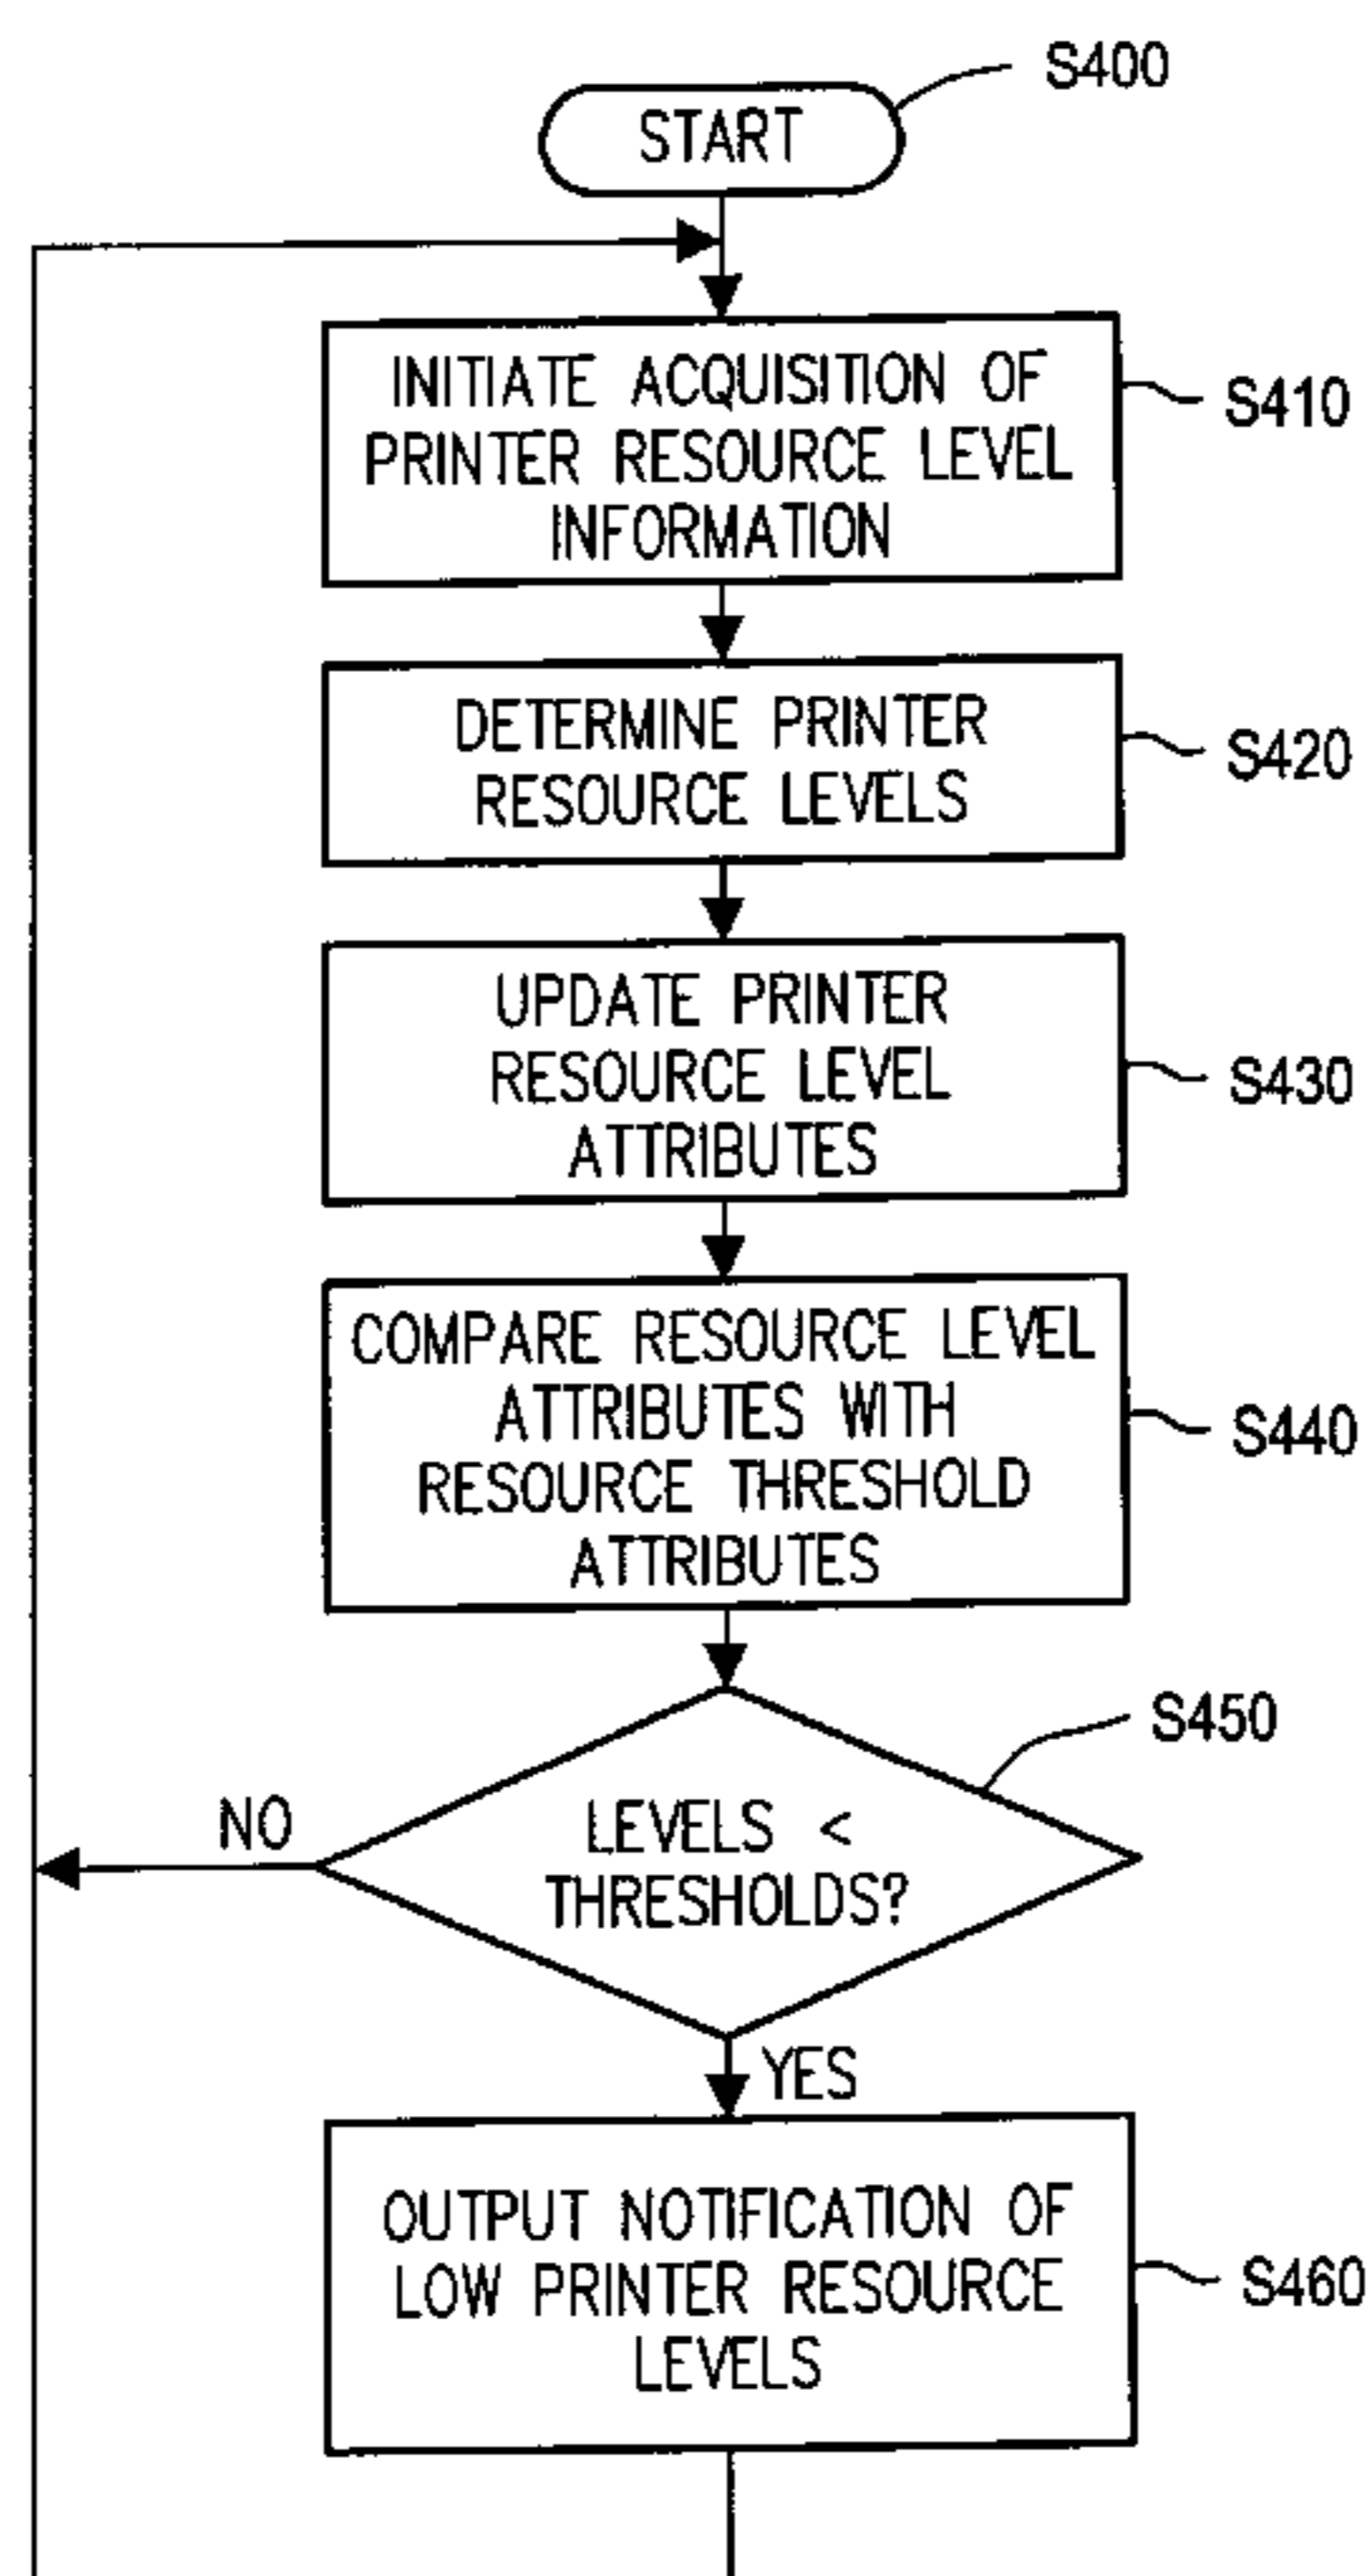 S400
START
INITIATE ACQUISITION OF
PRINTER RESOURCE LEVEL
INFORMATION
S410
DETERMINE PRINTER
RESOURCE LEVELS
S420
UPDATE PRINTER
RESOURCE LEVEL
ATTRIBUTES
S430
COMPARE RESOURCE LEVEL
ATTRIBUTES WITH
RESOURCE THRESHOLD
ATTRIBUTES
S440
S450
NO
LEVELS <
THRESHOLDS?
YES
OUTPUT NOTIFICATION OF
LOW PRINTER RESOURCE
LEVELS
S460